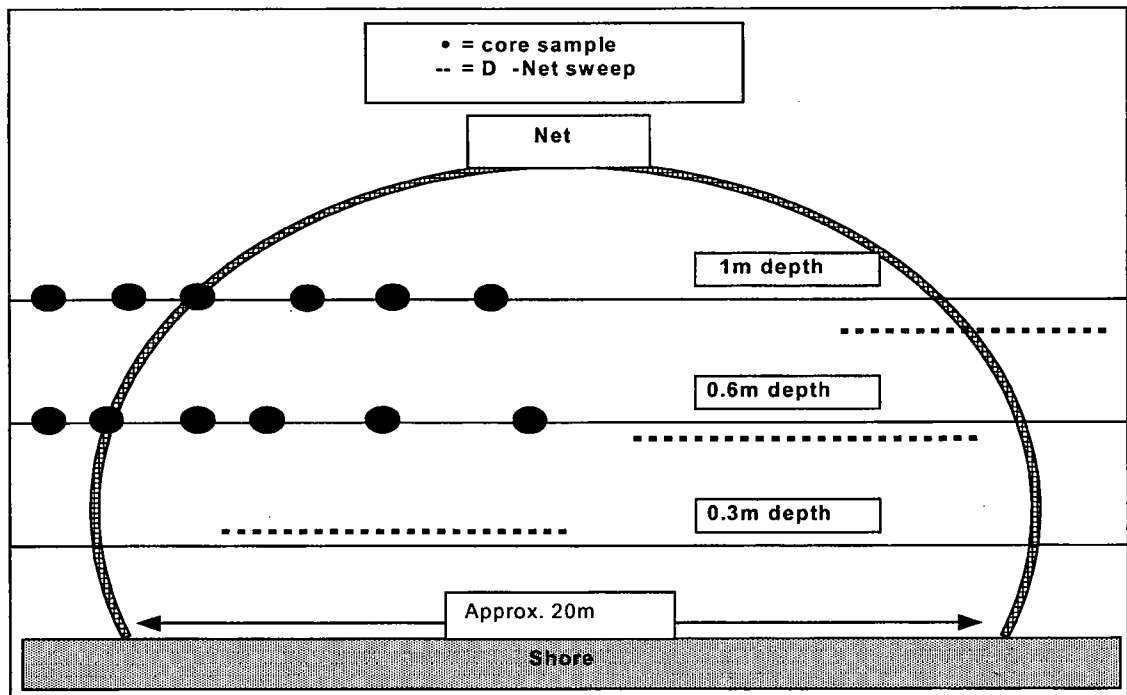 • = core sample
-- = D -Net sweep
Net
1m depth
0.6m depth
0.3m depth
Approx. 20m
Shore